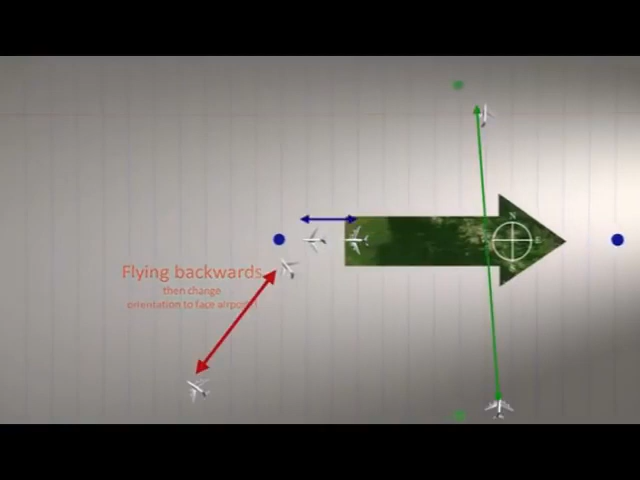 N
E
Flying backwards
then change
orientation to face airport